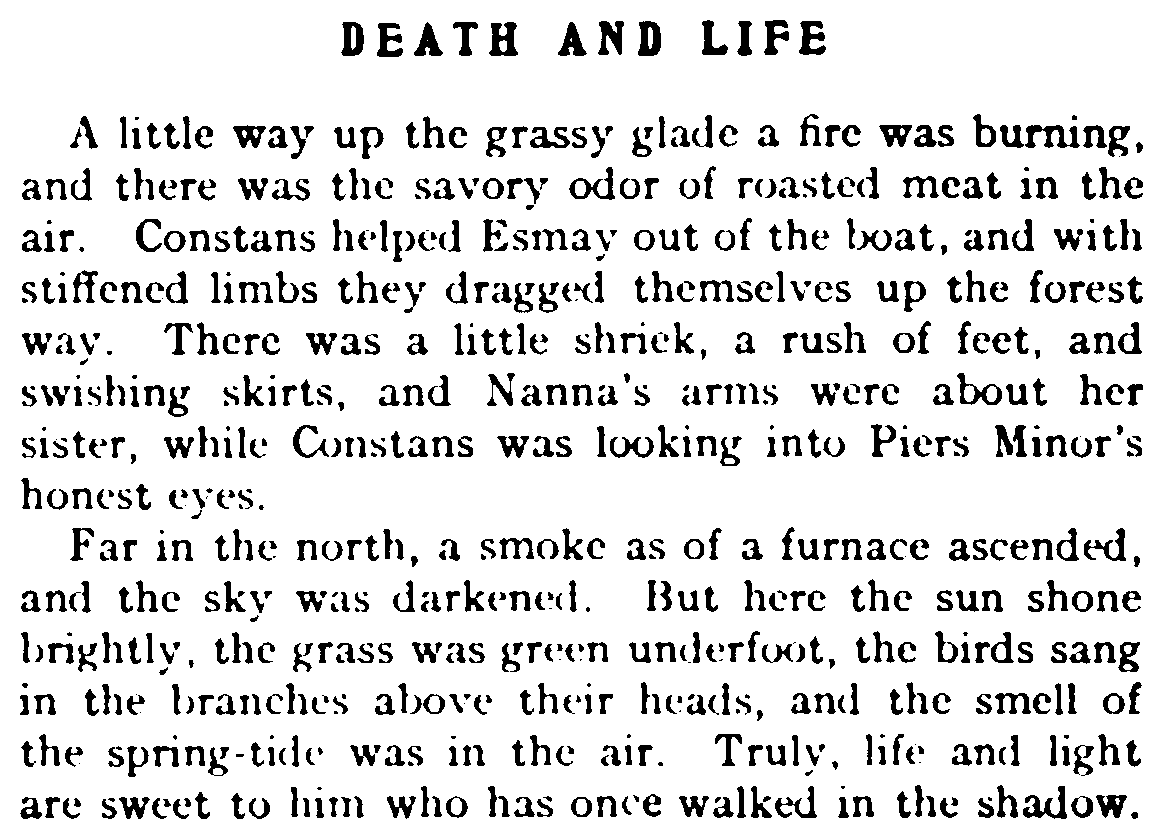 DEATH AND LIFE
A little way up the grassy glade a fire was burning,
and there was the savory odor of roasted meat in the
air. Constans helped Esmay out of the boat, and with
stiffened limbs they dragged themselves up the forest
way. There was a little shriek, a rush of feet, and
swishing skirts, and Nanna's arms were about her
sister, while Constans was looking into Piers Minor's
honest eyes.
Far in the north, a smoke as of a furnace ascended,
and the sky was darkened. But here the sun shone
brightly, the grass was green underfoot, the birds sang
in the branches above their heads, and the smell of
the spring-tide was in the air. Truly, life and light
are sweet to him who has once walked in the shadow.